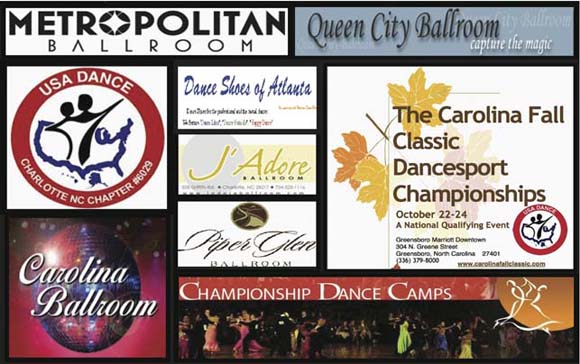 METROPOLITAN
BALLROOM
Queen City Ballroom
capture the magic
USA DANCE
CHARLOTTE NC CHAPTER #6029
Dance Shoes of Atlanta
J'Adore
BALLROOM
Piper Glen
BALLROOM
The Carolina Fall
Classic
Dancesport
Championships
October 22-24
A National Qualifying Event
Greensboro Marriott Downtown
304 N. Greene Street
Greensboro, North Carolina 27401
(336) 379-8000
www.carolinafallclassic.com
USA DANCE
Carolina
Ballroom
CHAMPIONSHIP DANCE CAMPS